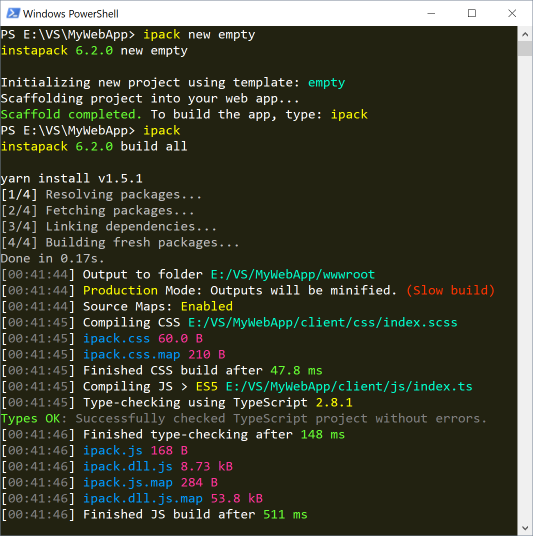 Windows PowerShell
PS E:\VS\MyWebApp> ipack new empty
instapack 6.2.0 new empty
Initializing new project using template: empty
Scaffolding project into your web app...
Scaffold completed. To build the app, type: ipack
PS E:\VS\MyWebApp> ipack
instapack 6.2.0 build all
yarn install v1.5.1
[1/4] Resolving packages...
[2/4] Fetching packages...
[3/4] Linking dependencies...
[4/4] Building fresh packages...
Done in 0.17s.
[00:41:44] Output to folder E:/VS/MyWebApp/wwwroot
[00:41:44] Production Mode: Outputs will be minified. (Slow build)
[00:41:44] Source Maps: Enabled
[00:41:45] Compiling CSS E:/VS/MyWebApp/client/css/index.scss
[00:41:45] ipack.css 60.0 B
[00:41:45] ipack.css.map 210 B
[00:41:45] Finished CSS build after 47.8 ms
[00:41:45] Compiling JS > ES5 E:/VS/MyWebApp/client/js/index.ts
[00:41:45] Type-checking using TypeScript 2.8.1
Types OK: Successfully checked TypeScript project without errors.
[00:41:46] Finished type-checking after 148 ms
[00:41:46] ipack.js 168 B
[00:41:46] ipack.dll.js 8.73 kB
[00:41:46] ipack.js.map 284 B
[00:41:46] ipack.dll.js.map 53.8 kB
[00:41:46] Finished JS build after 511 ms